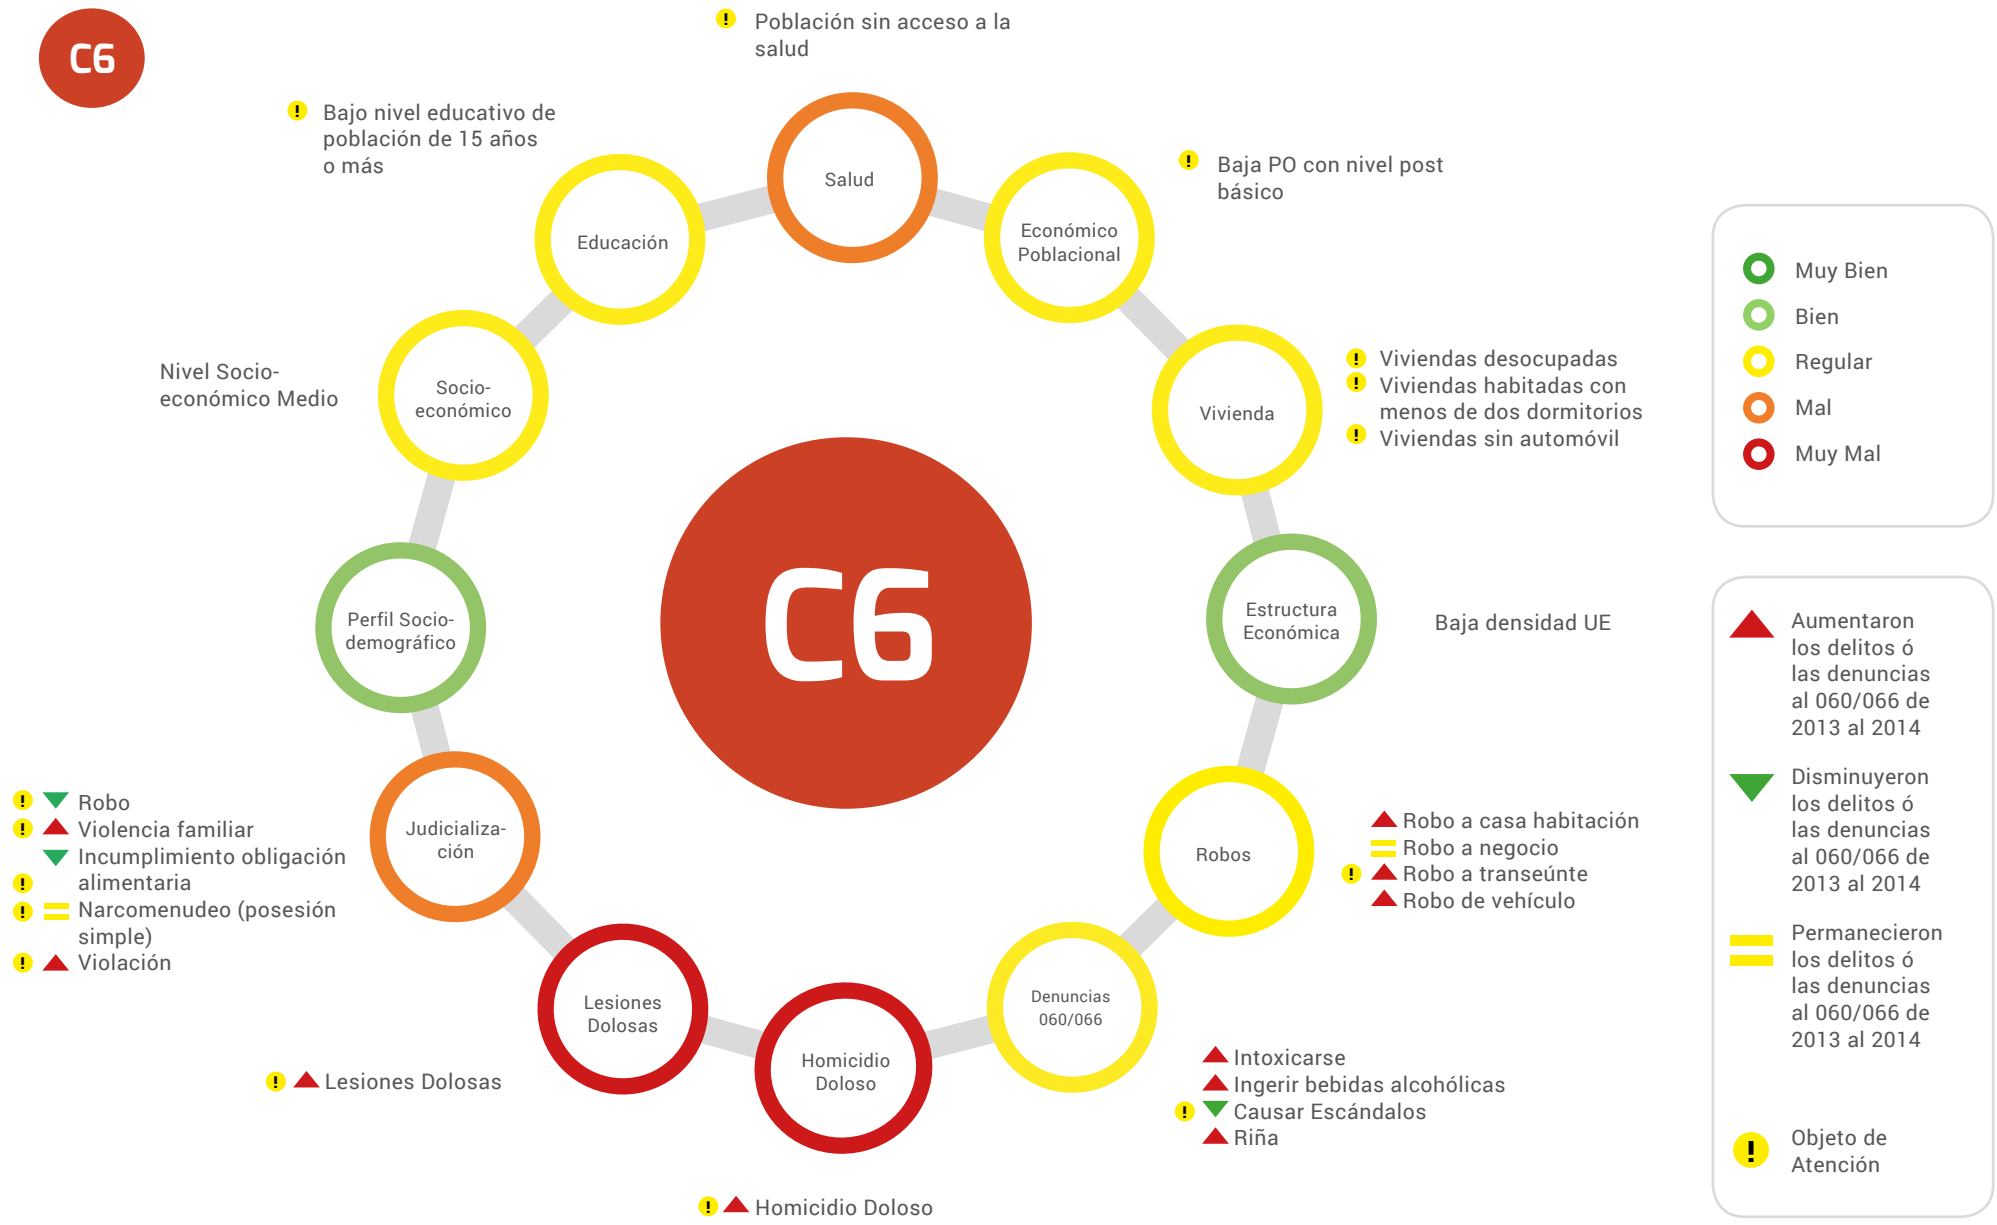 C6
! Población sin acceso a la
salud
! Bajo nivel educativo de
población de 15 años
o más
! Baja PO con nivel post
básico
Salud
Educación
Económico
Poblacional
Socio-
económico
Nivel Socio-
económico Medio
Vivienda
! Viviendas desocupadas
! Viviendas habitadas con
menos de dos dormitorios
! Viviendas sin automóvil
C6
Perfil Socio-
demográfico
Estructura
Económica
Baja densidad UE
Judicializa-
ción
! Robo
! Violencia familiar
Incumplimiento obligación
! alimentaria
! Narcomenudeo (posesión
simple)
! Violación
Robos
Robo a casa habitación
Robo a negocio
! Robo a transeúnte
Robo de vehículo
Lesiones
Dolosas
! Lesiones Dolosas
Homicidio
Doloso
! Homicidio Doloso
Denuncias
060/066
Intoxicarse
Ingerir bebidas alcohólicas
! Causar Escándalos
Riña
Muy Bien
Bien
Regular
Mal
Muy Mal
Aumentaron
los delitos ó
las denuncias
al 060/066 de
2013 al 2014
Disminuyeron
los delitos ó
las denuncias
al 060/066 de
2013 al 2014
Permanecieron
los delitos ó
las denuncias
al 060/066 de
2013 al 2014
! Objeto de
Atención